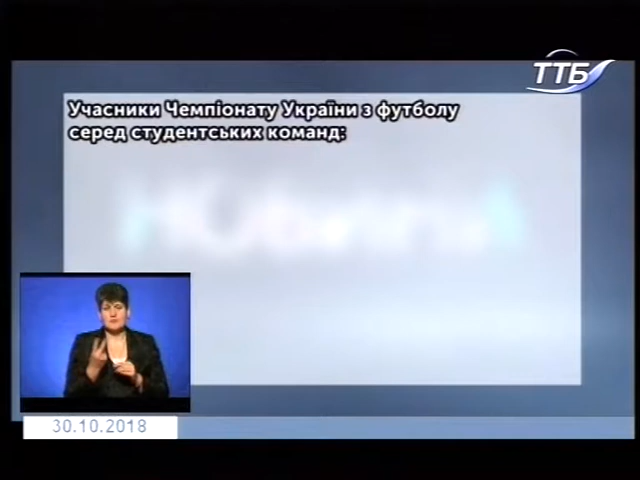 ТТБ
Учасники Чемпіонату України з футболу
серед студентських команд:
30.10.2018